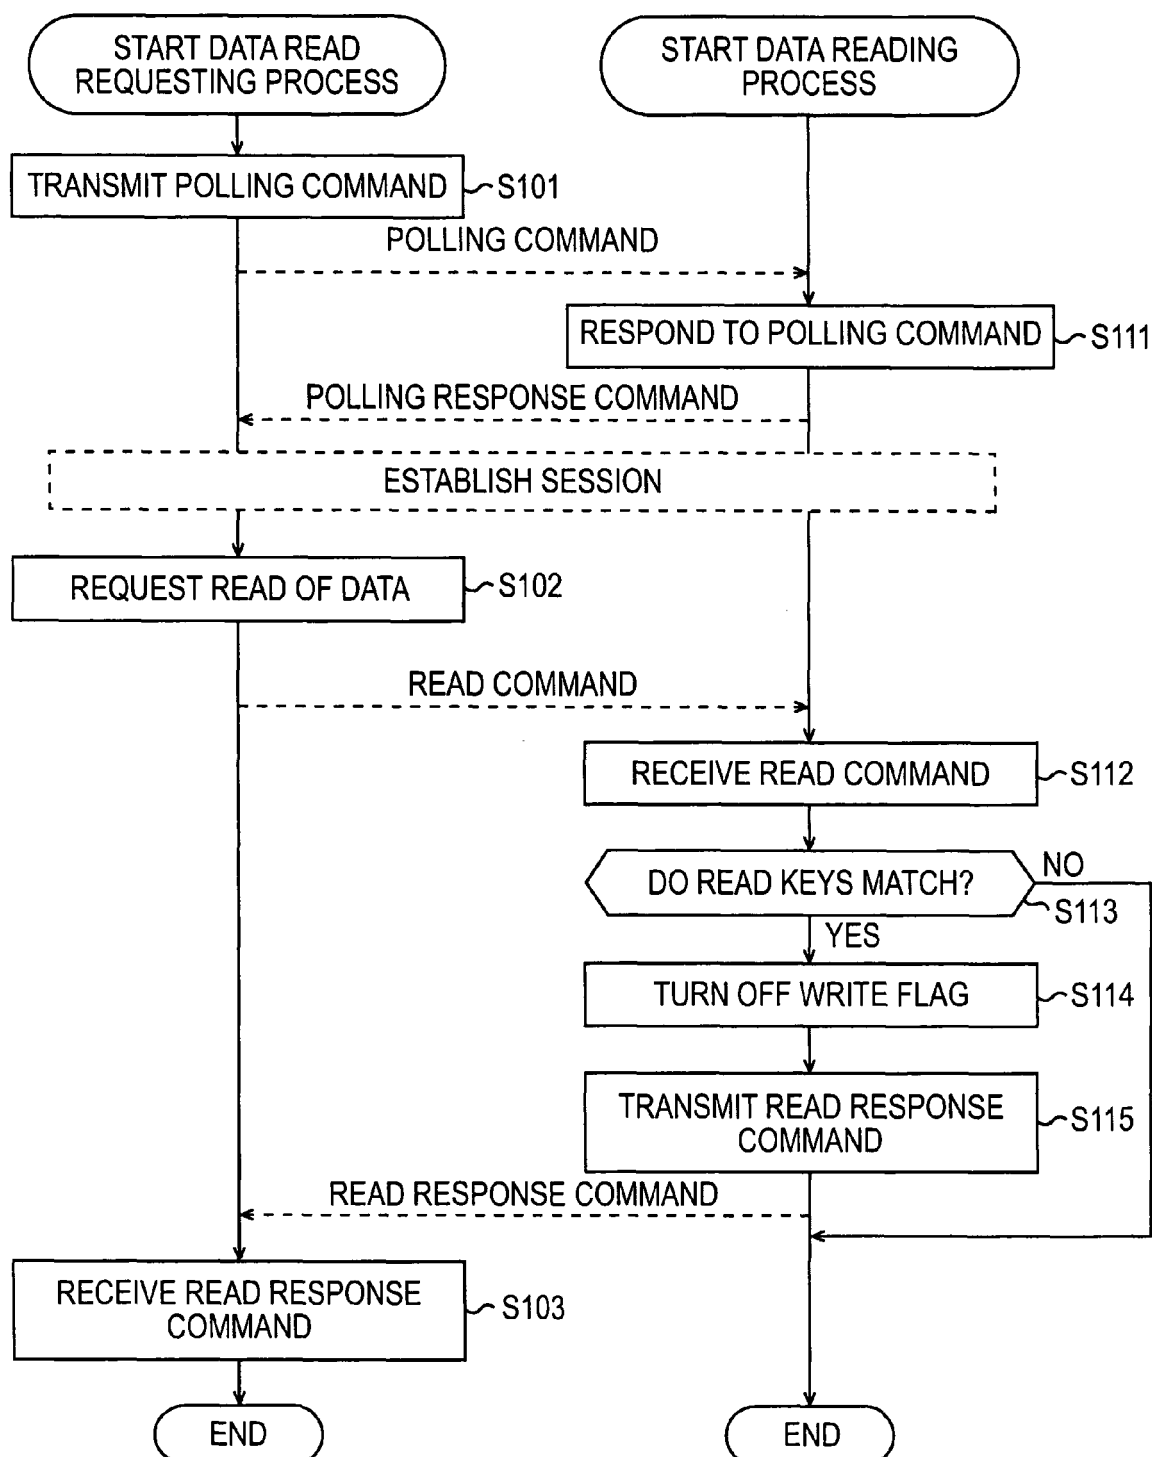 START DATA READ
REQUESTING PROCESS
START DATA READING
PROCESS
TRANSMIT POLLING COMMAND
S101
POLLING COMMAND
RESPOND TO POLLING COMMAND
S111
POLLING RESPONSE COMMAND
ESTABLISH SESSION
REQUEST READ OF DATA
S102
READ COMMAND
RECEIVE READ COMMAND
S112
DO READ KEYS MATCH?
NO
S113
YES
TURN OFF WRITE FLAG
S114
TRANSMIT READ RESPONSE
COMMAND
S115
READ RESPONSE COMMAND
RECEIVE READ RESPONSE
COMMAND
S103
END
END